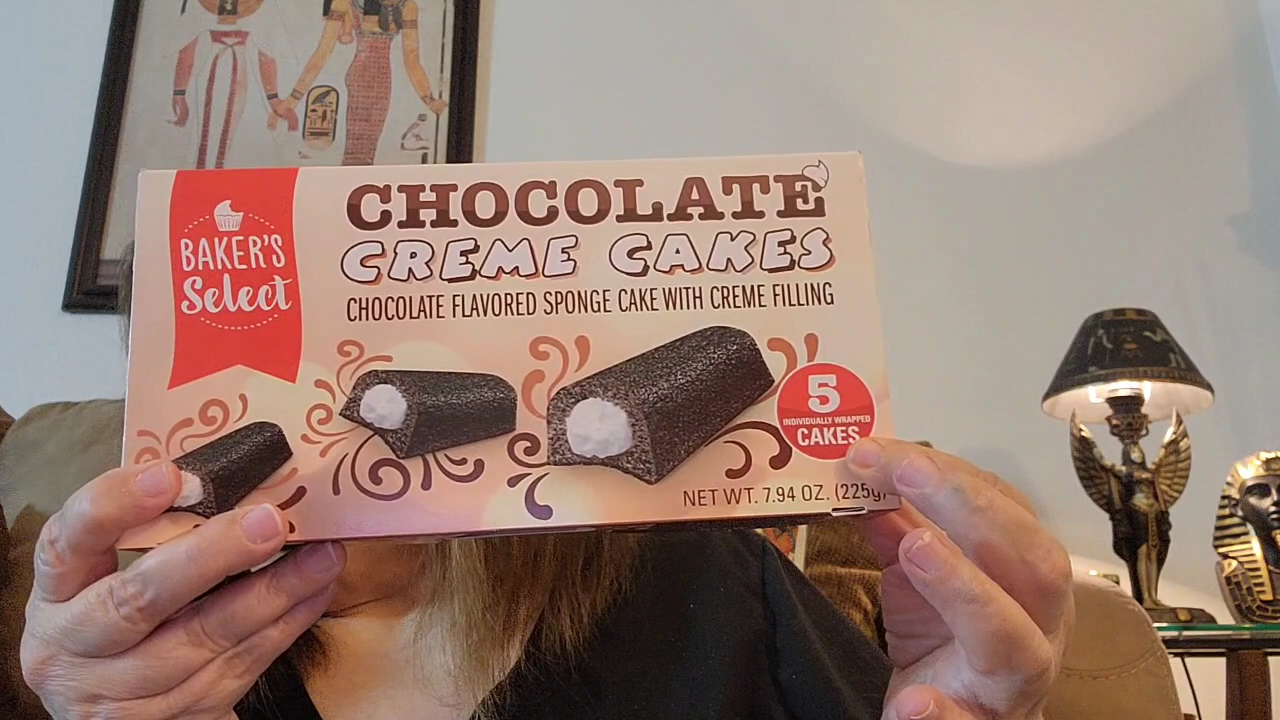 BAKER'S
Select
CHOCOLATE
CREME CAKES
CHOCOLATE FLAVORED SPONGE CAKE WITH CREME FILLING
5
INDIVIDUALLY WRAPPED
CAKES
NET WT. 7.94 OZ. (225g)